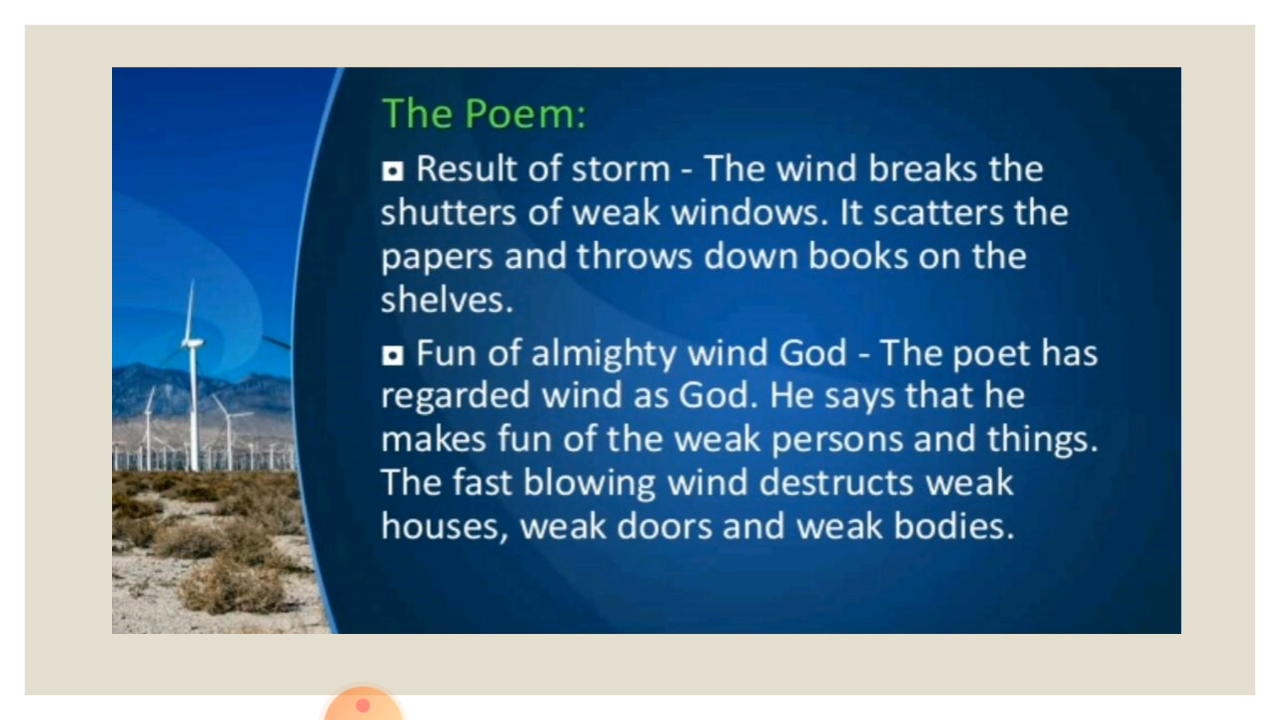 The Poem:
◘ Result of storm - The wind breaks the
shutters of weak windows. It scatters the
papers and throws down books on the
shelves.
◘ Fun of almighty wind God - The poet has
regarded wind as God. He says that he
makes fun of the weak persons and things.
The fast blowing wind destructs weak
houses, weak doors and weak bodies.